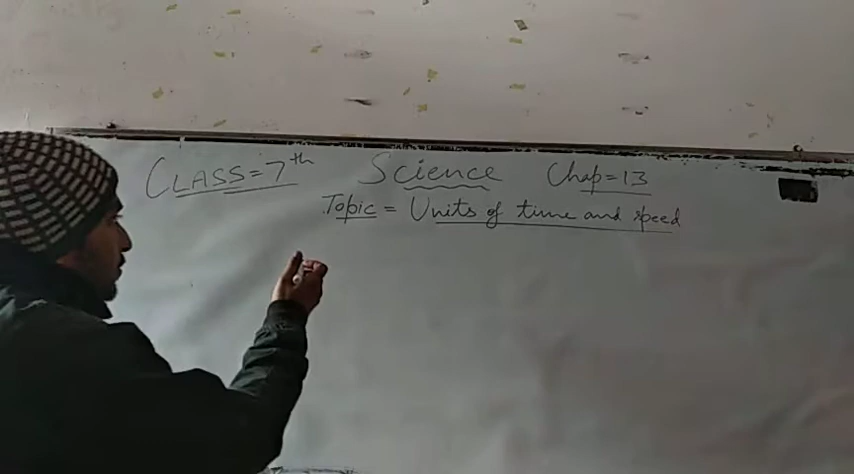 CLASS=7th Science Chap=13
Topic = Units of time and speed